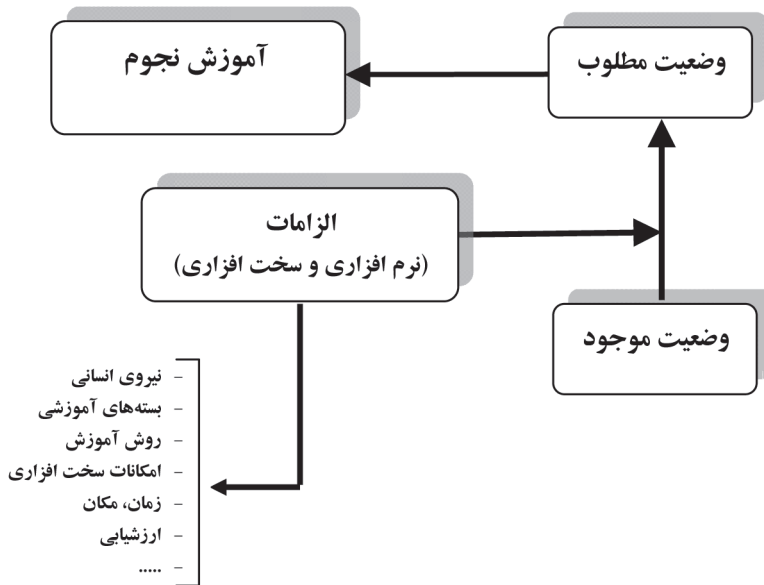 وضعیت مطلوب
آموزش نجوم
الزامات
(نرم افزاری و سخت افزاری)
وضعیت موجود
- نیروی انسانی
- بسته‌های آموزشی
- روش آموزش
- امکانات سخت افزاری
- زمان، مکان
- ارزشیابی
- .....